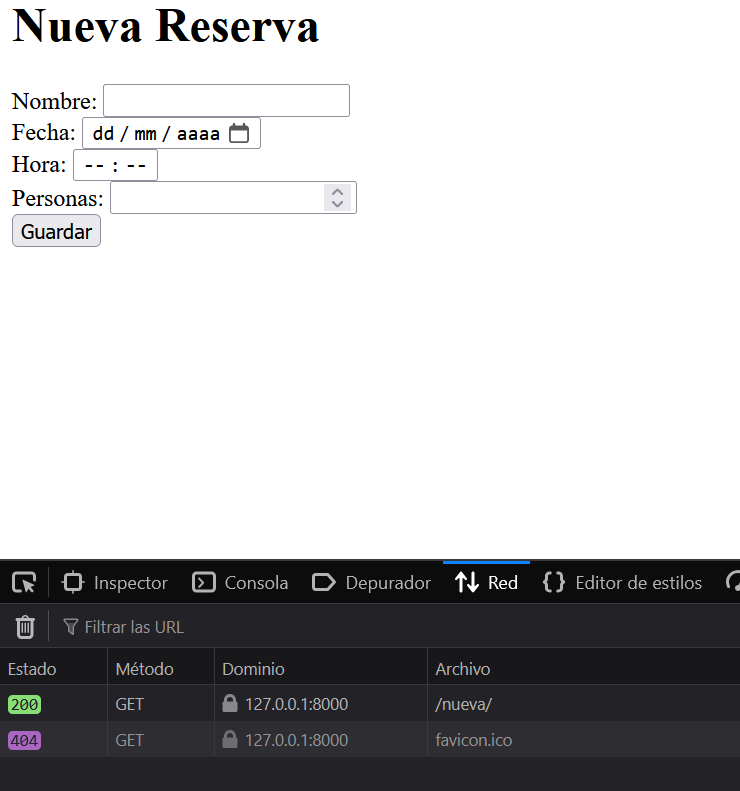 Nueva Reserva
Nombre:
Fecha: dd / mm / aaaa
Hora: -- : --
Personas:
Guardar
Inspector Consola Depurador Red Editor de estilos
Filtrar las URL
Estado Método Dominio Archivo
200 GET 127.0.0.1:8000 /nueva/
404 GET 127.0.0.1:8000 favicon.ico